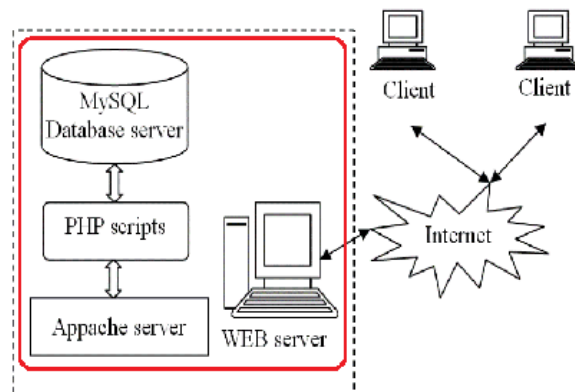 MySQL
Database server
PHP scripts
Appache server
WEB server
Client
Client
Internet